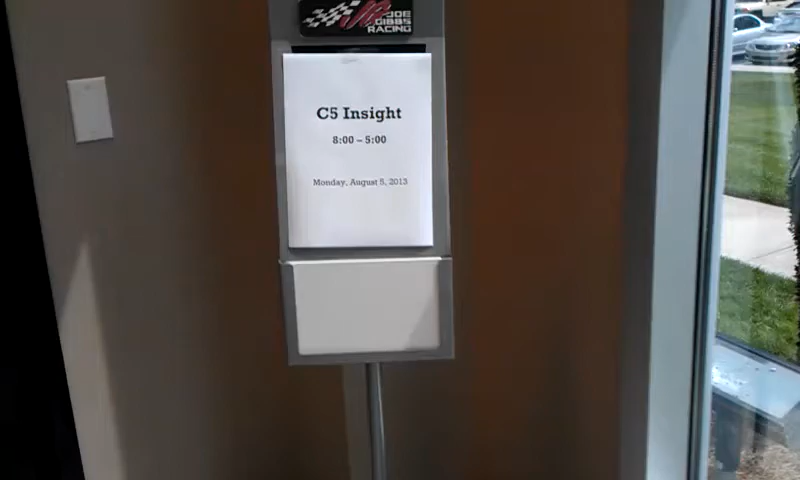 JOE
GIBBS
RACING
C5 Insight
8:00 – 5:00
Monday, August 5, 2013